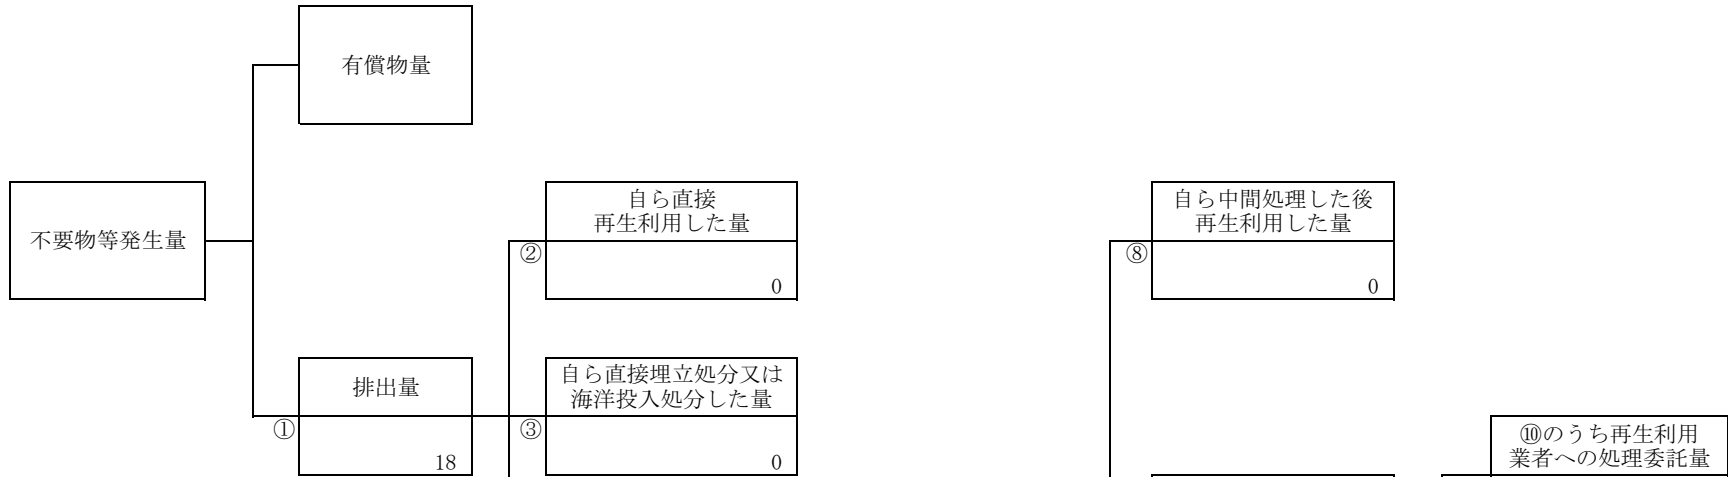 有償物量
不要物等発生量
自ら直接
再生利用した量
②
0
自ら中間処理した後
再生利用した量
⑧
0
排出量
①
18
自ら直接埋立処分又は
海洋投入処分した量
③
0
⑩のうち再生利用
業者への処理委託量